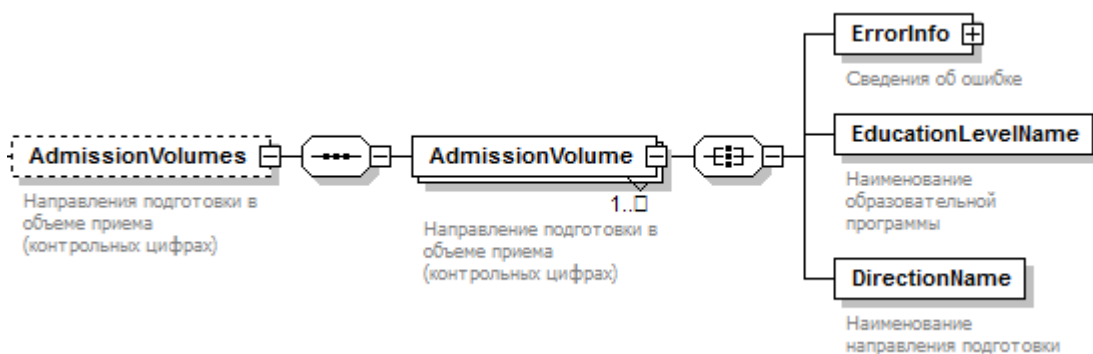 ErrorInfo
Сведения об ошибке
AdmissionVolumes
Направления подготовки в
объеме приема
(контрольных цифрах)
AdmissionVolume
1..□
Направление подготовки в
объеме приема
(контрольных цифрах)
EducationLevelName
Наименование
образовательной
программы
DirectionName
Наименование
направления подготовки